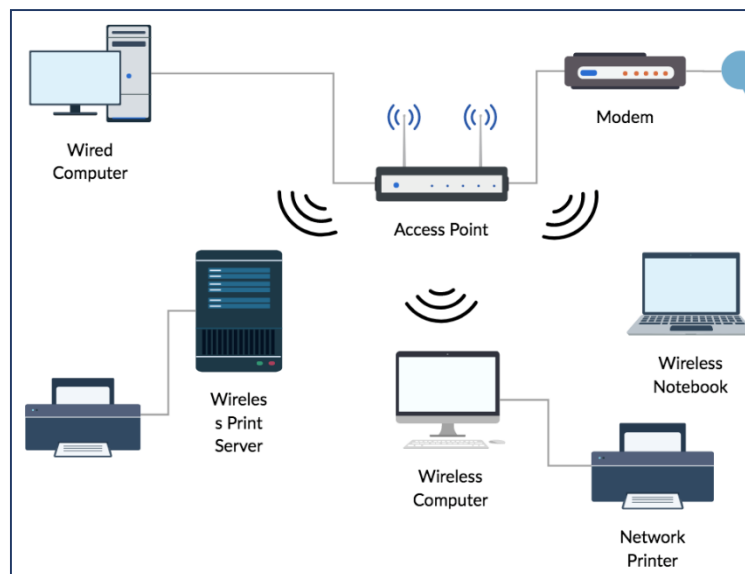 Modem
Wired
Computer
Access Point
Wireless
Notebook
Wireles
s Print
Server
Wireless
Computer
Network
Printer